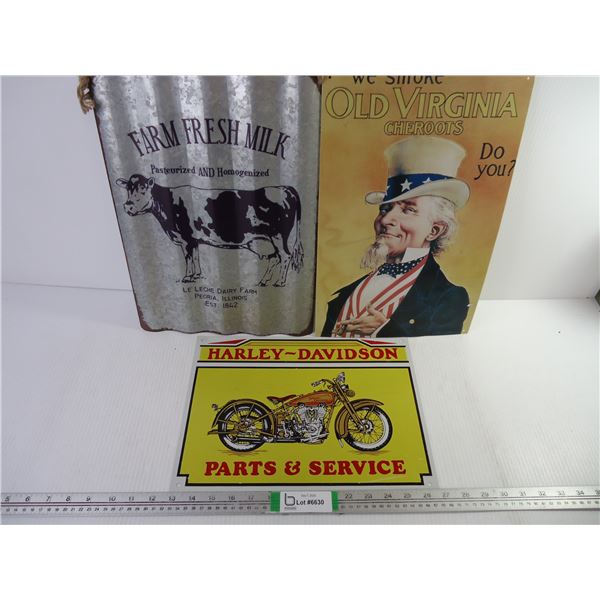 FARM FRESH MILK
Pasteurized AND Homogenized
LE LECHE DAIRY FARM
PEORIA, ILLINOIS
EST. 1842
We SMOKE
OLD VIRGINIA
CHEROOTS
Do
you?
HARLEY~DAVIDSON
PARTS & SERVICE
Lot #6630